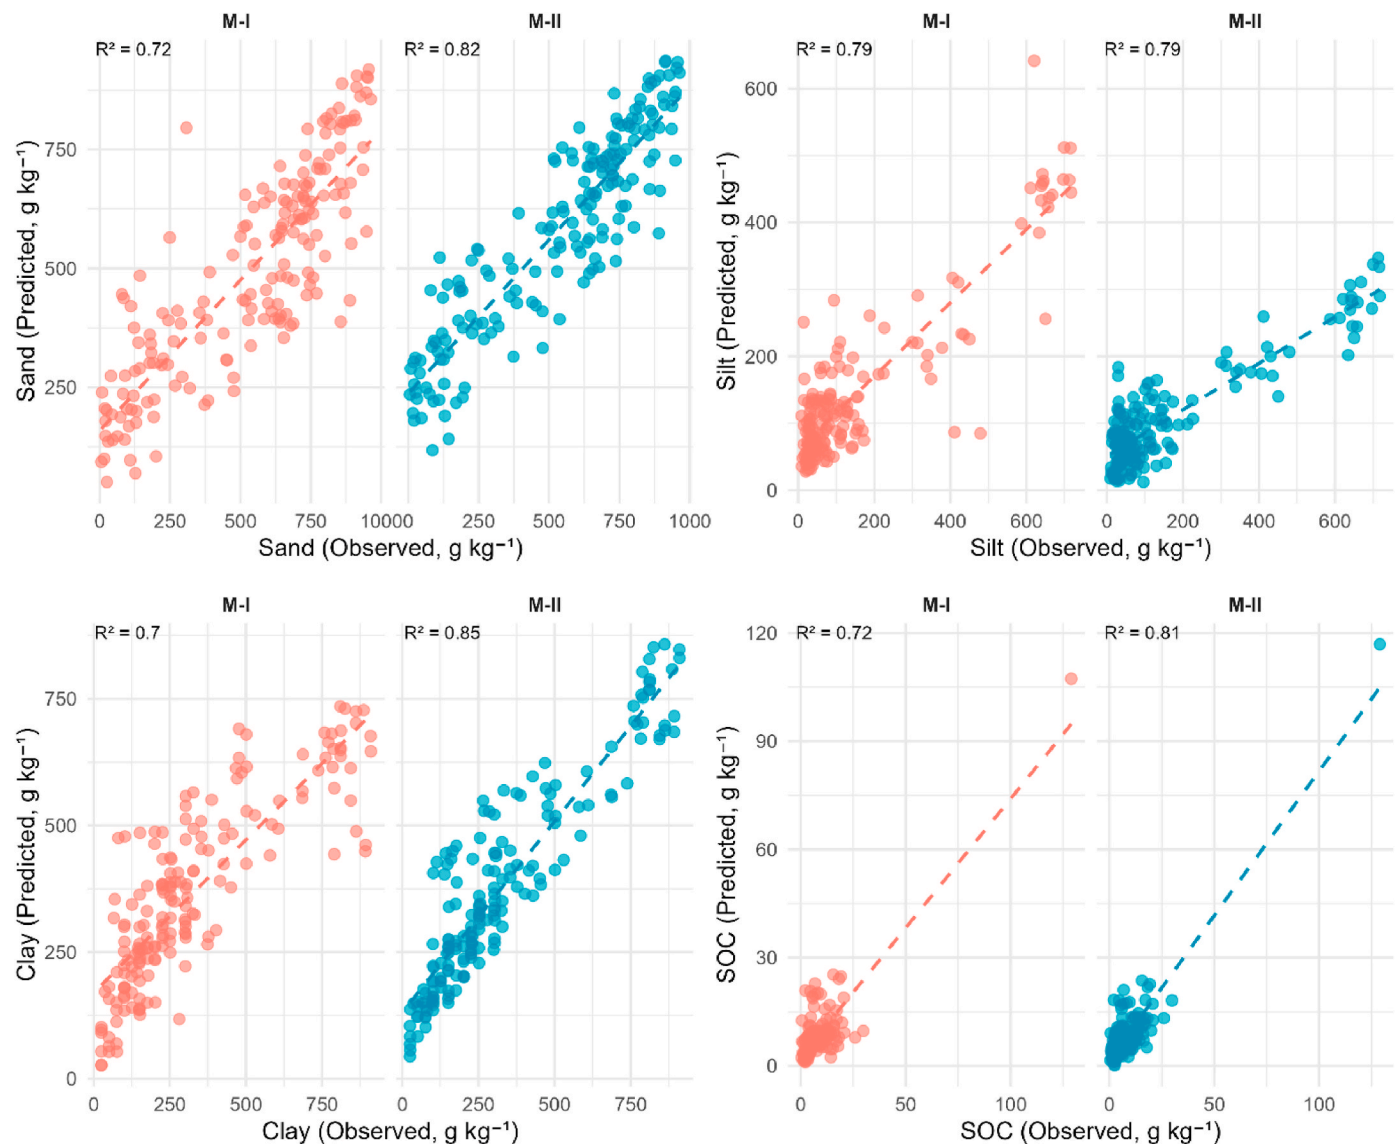 M-I
M-II
R² = 0.72
R² = 0.82
Sand (Predicted, g kg⁻¹)
750
500
250
0
250
500
750
1000
0
250
500
750
1000
Sand (Observed, g kg⁻¹)
M-I
M-II
R² = 0.79
R² = 0.79
Silt (Predicted, g kg⁻¹)
600
400
200
0
0
200
400
600
0
200
400
600
Silt (Observed, g kg⁻¹)
M-I
M-II
R² = 0.7
R² = 0.85
Clay (Predicted, g kg⁻¹)
750
500
250
0
0
250
500
750
0
250
500
750
Clay (Observed, g kg⁻¹)
M-I
M-II
R² = 0.72
R² = 0.81
SOC (Predicted, g kg⁻¹)
120
90
60
30
0
0
50
100
0
50
100
SOC (Observed, g kg⁻¹)